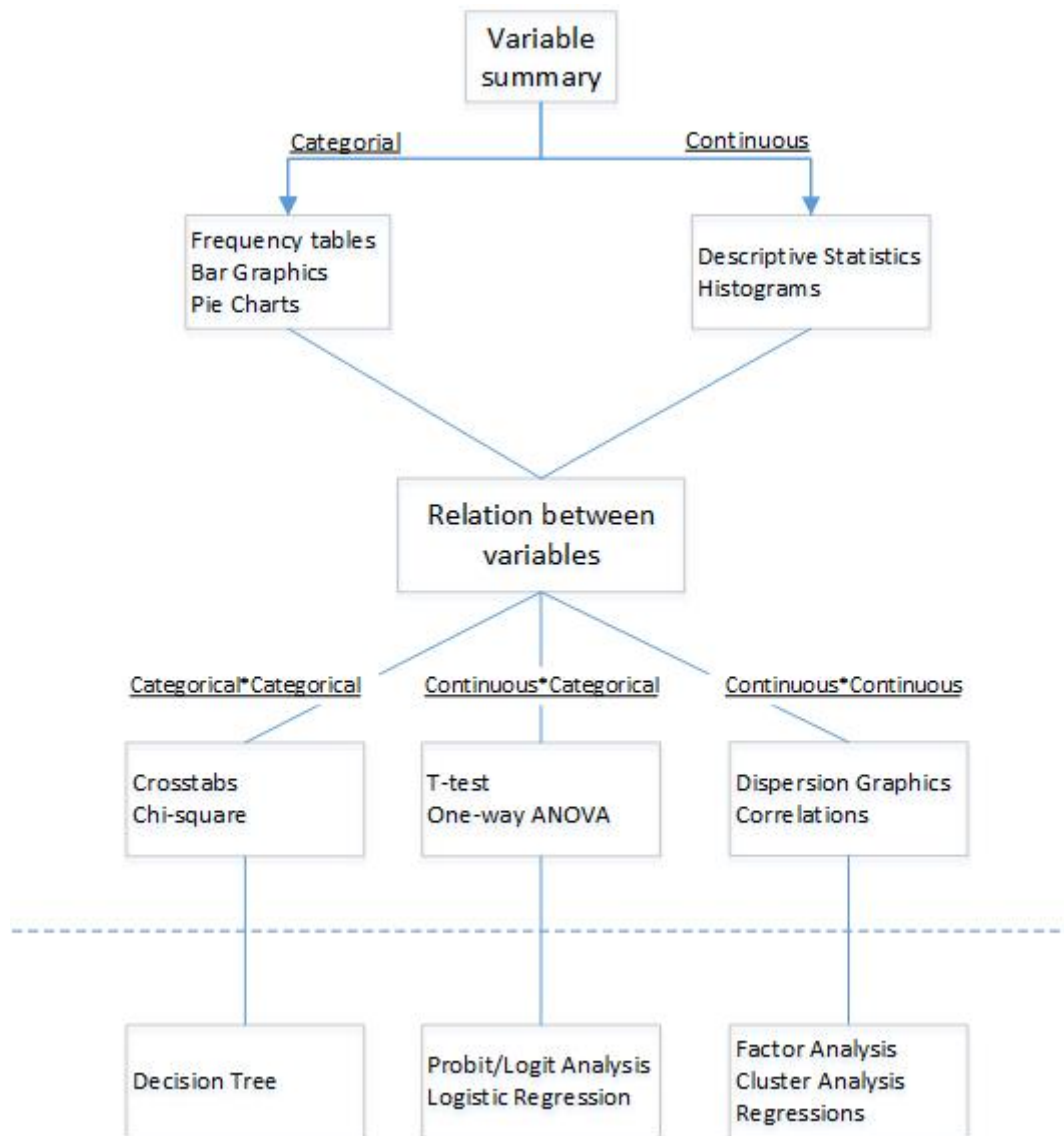 Variable
summary
Categorial
Continuous
Frequency tables
Bar Graphics
Pie Charts
Descriptive Statistics
Histograms
Relation between
variables
Categorical*Categorical
Continuous*Categorical
Continuous*Continuous
Crosstabs
Chi-square
T-test
One-way ANOVA
Dispersion Graphics
Correlations
Decision Tree
Probit/Logit Analysis
Logistic Regression
Factor Analysis
Cluster Analysis
Regressions